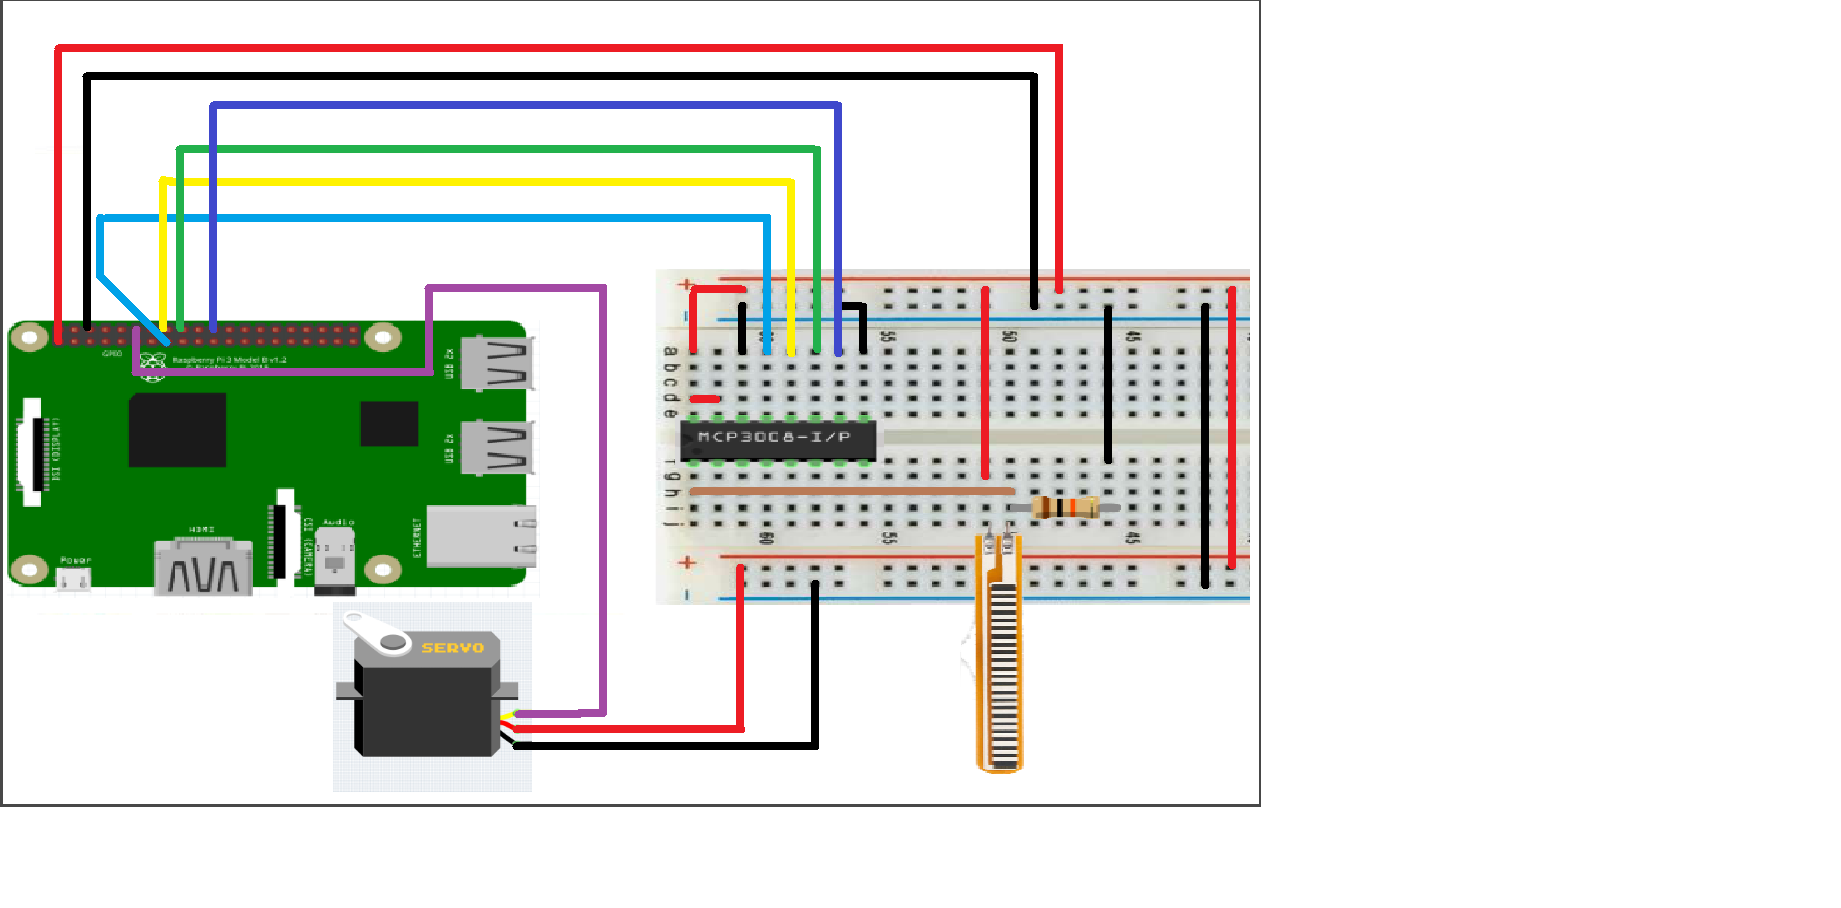 +
-
60
55
50
45
GPIO
Raspberry Pi 3 Model B v1.2
© Raspberry Pi 2015
USB 2x
a
b
c
d
e
DSI (DISPLAY)
USB 2x
MCP3008-I/P
f
g
h
i
j
HDMI
CSI (CAMERA)
Audio
ETHERNET
Power
60
55
45
+
-
SERVO